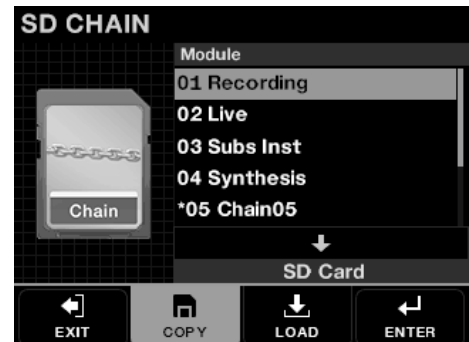 SD CHAIN
Module
01 Recording
02 Live
03 Subs Inst
04 Synthesis
*05 Chain05
Chain
SD Card
EXIT
COPY
LOAD
ENTER